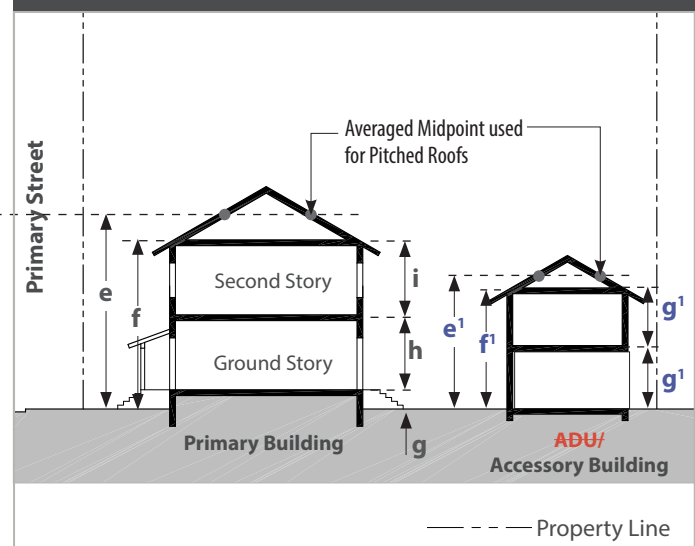 Primary Street
Averaged Midpoint used
for Pitched Roofs
e
f
Second Story
Ground Story
i
h
g
e¹
f¹
g¹
g¹
Primary Building
ADU/
Accessory Building
Property Line